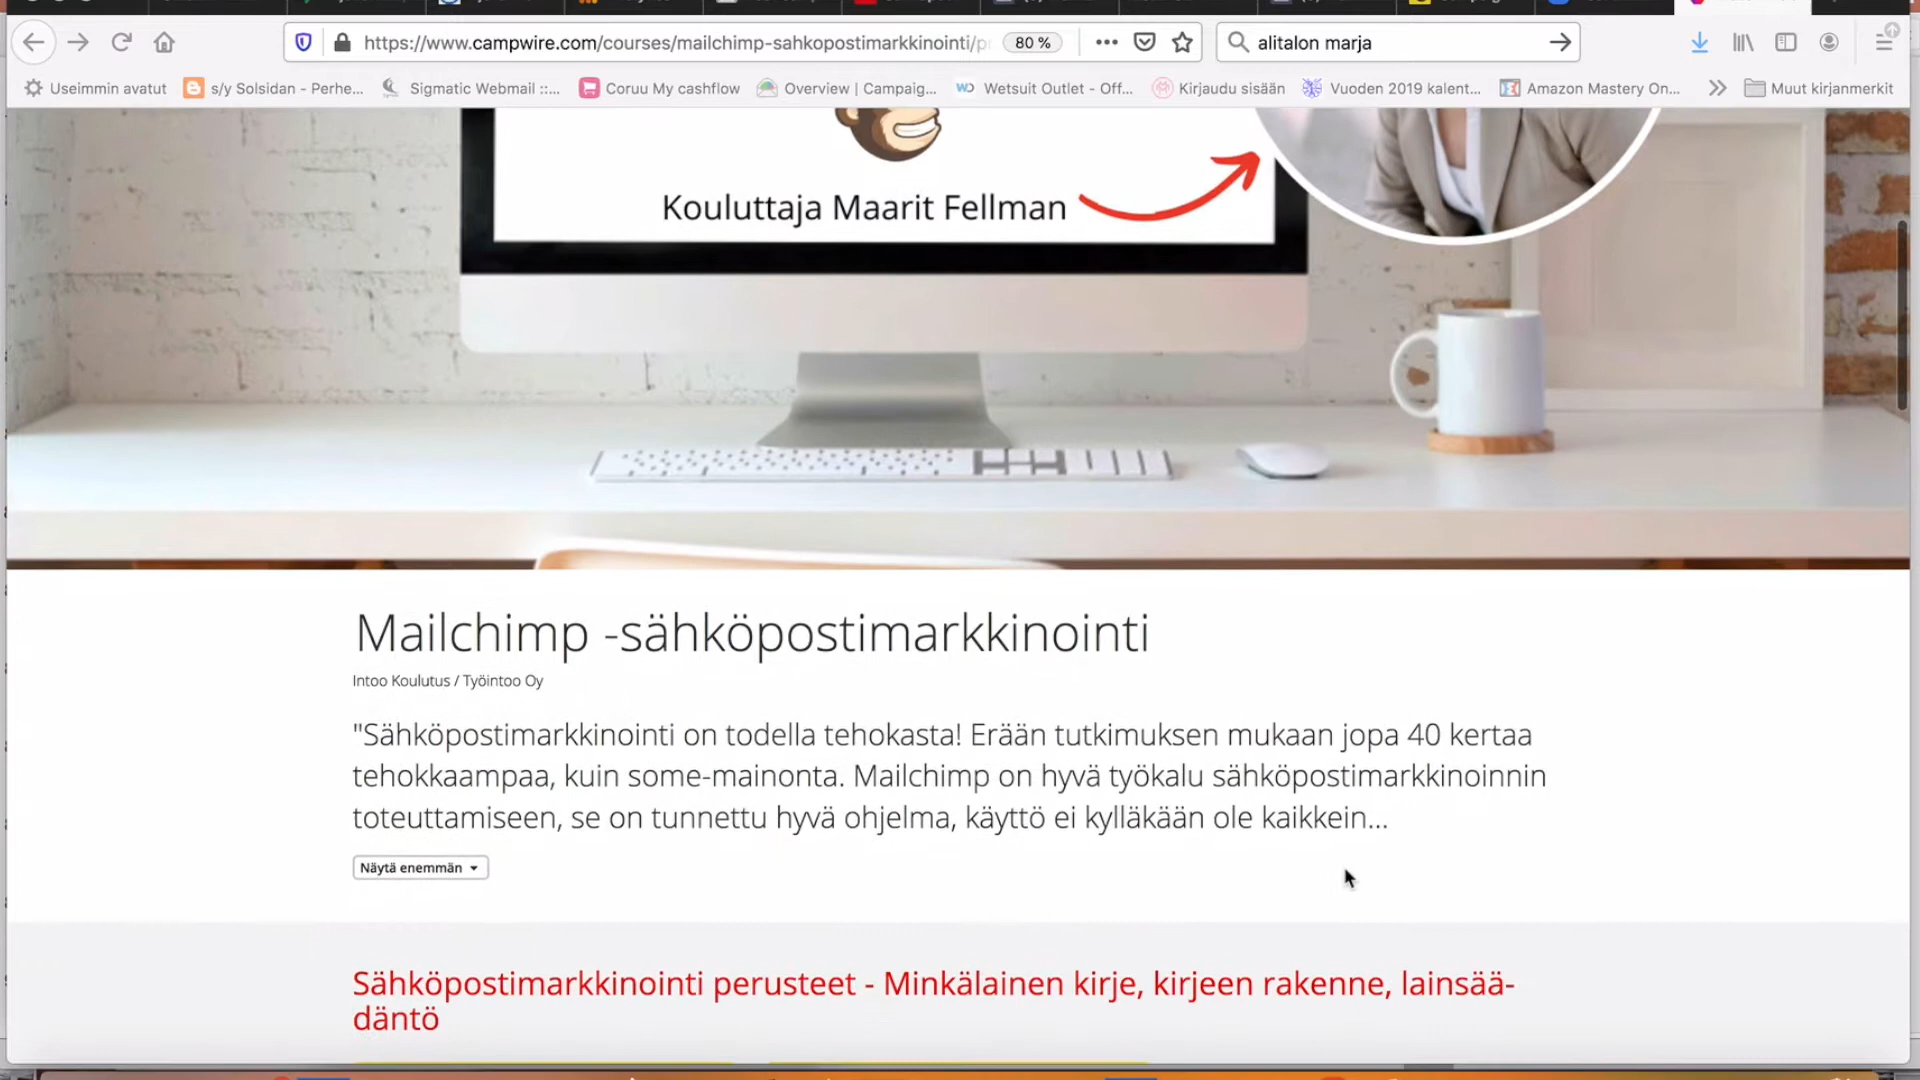 https://www.campwire.com/courses/mailchimp-sahkopostimarkkinointi/p
80 %
alitalon marja
Useimmin avatut
s/y Solsidan - Perhe...
Sigmatic Webmail ::...
Coruu My cashflow
Overview | Campaig...
WD
Wetsuit Outlet - Off...
Kirjaudu sisään
Vuoden 2019 kalent...
Amazon Mastery On...
Muut kirjanmerkit
Kouluttaja Maarit Fellman
Mailchimp -sähköpostimarkkinointi
Intoo Koulutus / Työintoo Oy
"Sähköpostimarkkinointi on todella tehokasta! Erään tutkimuksen mukaan jopa 40 kertaa
tehokkaampaa, kuin some-mainonta. Mailchimp on hyvä työkalu sähköpostimarkkinoinnin
toteuttamiseen, se on tunnettu hyvä ohjelma, käyttö ei kylläkään ole kaikkein...
Näytä enemmän
Sähköpostimarkkinointi perusteet - Minkälainen kirje, kirjeen rakenne, lainsää-
däntö